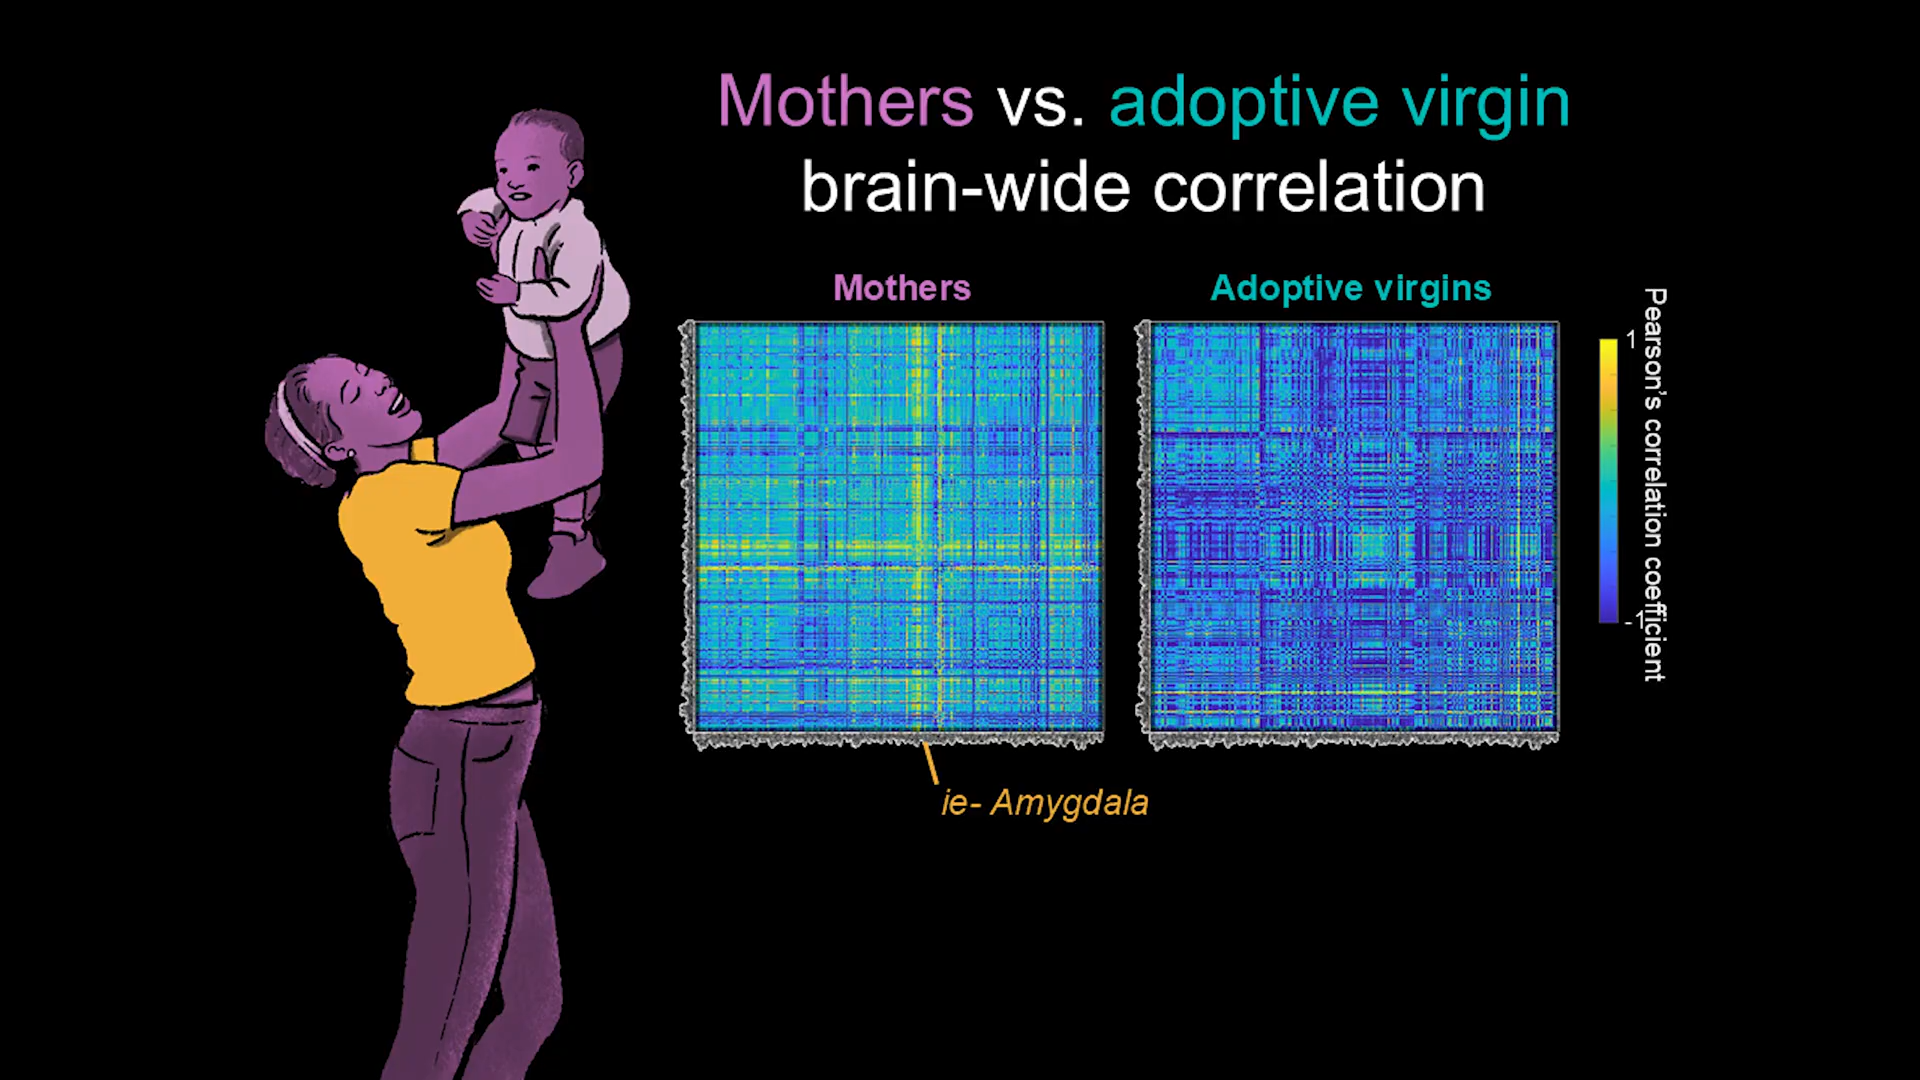 Mothers vs. adoptive virgin
brain-wide correlation
Mothers
Adoptive virgins
1
-1
Pearson's correlation coefficient
ie- Amygdala